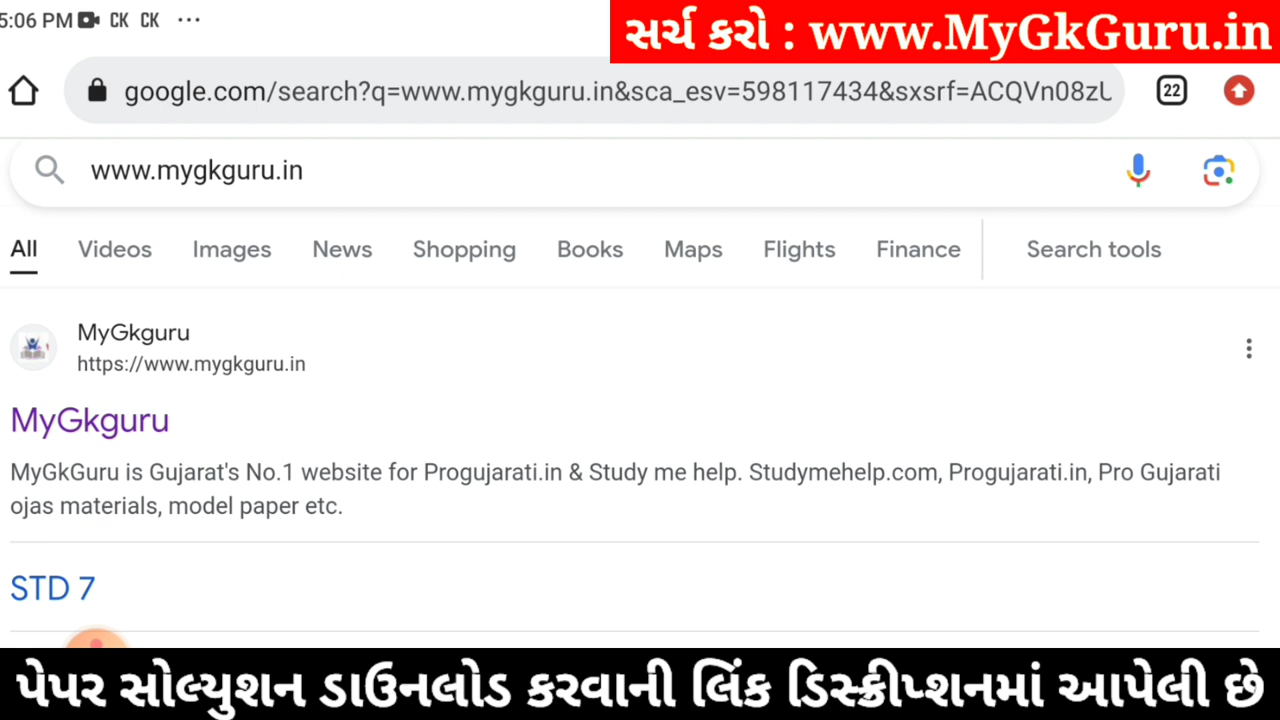 5:06 PM CK CK ...
સર્ચ કરો : www.MyGkGuru.in
google.com/search?q=www.mygkguru.in&sca_esv=598117434&sxsrf=ACQVn08zU
22
www.mygkguru.in
All Videos Images News Shopping Books Maps Flights Finance Search tools
MyGkguru
https://www.mygkguru.in
MyGkguru
MyGkGuru is Gujarat's No.1 website for Progujarati.in & Study me help. Studymehelp.com, Progujarati.in, Pro Gujarati
ojas materials, model paper etc.
STD 7
પેપર સોલ્યુશન ડાઉનલોડ કરવાની લિંક ડિસ્ક્રીપ્શનમાં આપેલી છે